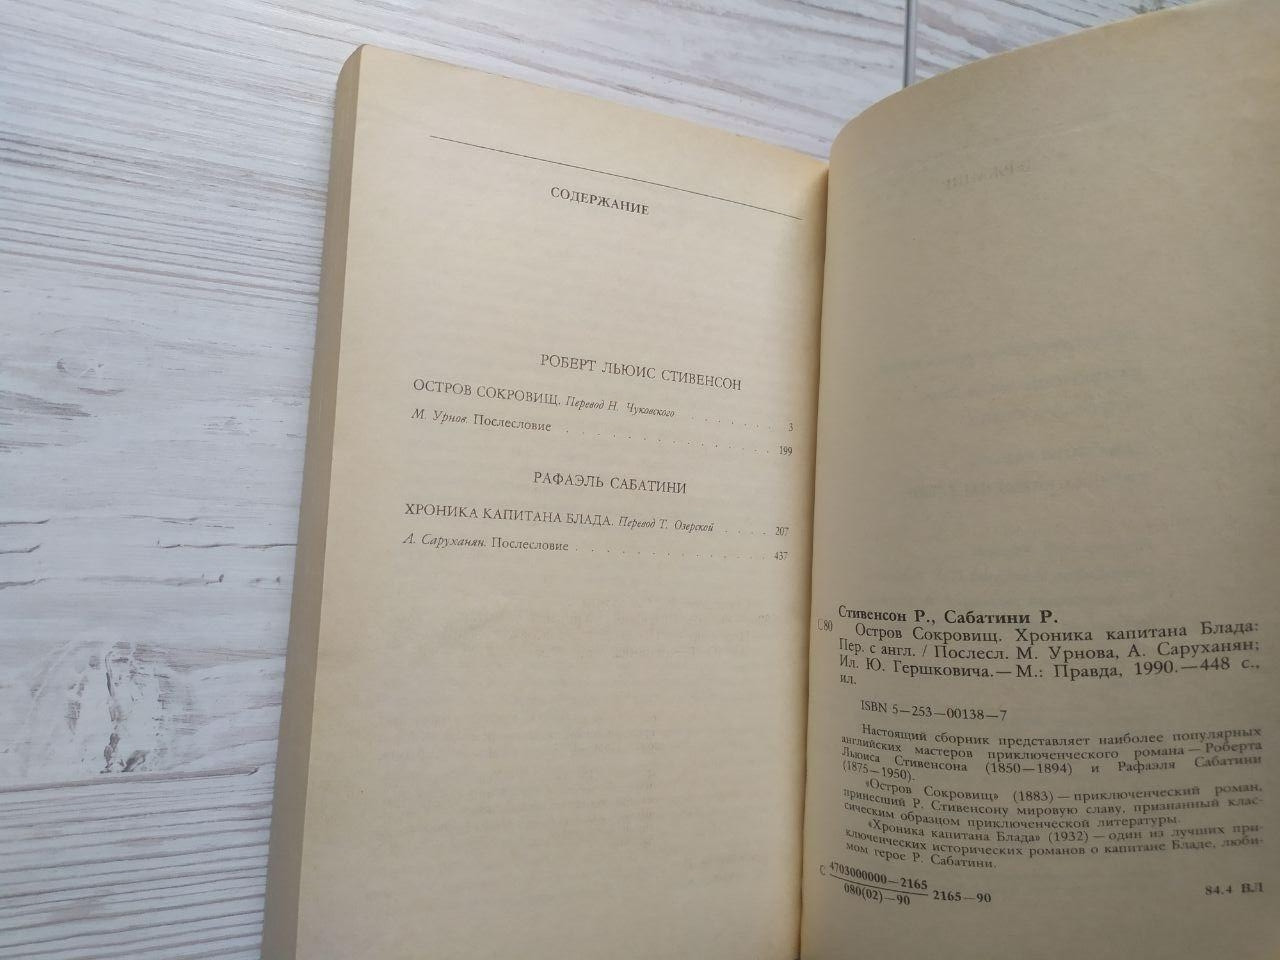 СОДЕРЖАНИЕ
РОБЕРТ ЛЬЮИС СТИВЕНСОН
ОСТРОВ СОКРОВИЩ. Перевод Н. Чуковского . . . . . . 3
М. Урнов. Послесловие . . . . . . . . . . . 199
РАФАЭЛЬ САБАТИНИ
ХРОНИКА КАПИТАНА БЛАДА. Перевод Т. Озерской . . . . 207
А. Саруханян. Послесловие . . . . . . . . . . . 437
Стивенсон Р., Сабатини Р.
С80 Остров Сокровищ. Хроника капитана Блада:
Пер. с англ. / Послесл. М. Урнова, А. Саруханян;
Ил. Ю. Гершковича.— М.: Правда, 1990.—448 с.,
ил.
ISBN 5—253—00138—7
Настоящий сборник представляет наиболее популярных
английских мастеров приключенческого романа — Роберта
Льюиса Стивенсона (1850—1894) и Рафаэля Сабатини
(1875—1950).
«Остров Сокровищ» (1883) — приключенческий роман,
принесший Р. Стивенсону мировую славу, признанный клас-
сическим образцом приключенческой литературы.
«Хроника капитана Блада» (1932) — один из лучших при-
ключенческих исторических романов о капитане Бладе, люби-
мом герое Р. Сабатини.
С 4703000000—2165
080(02)—90 2165—90
84.4 ВЛ